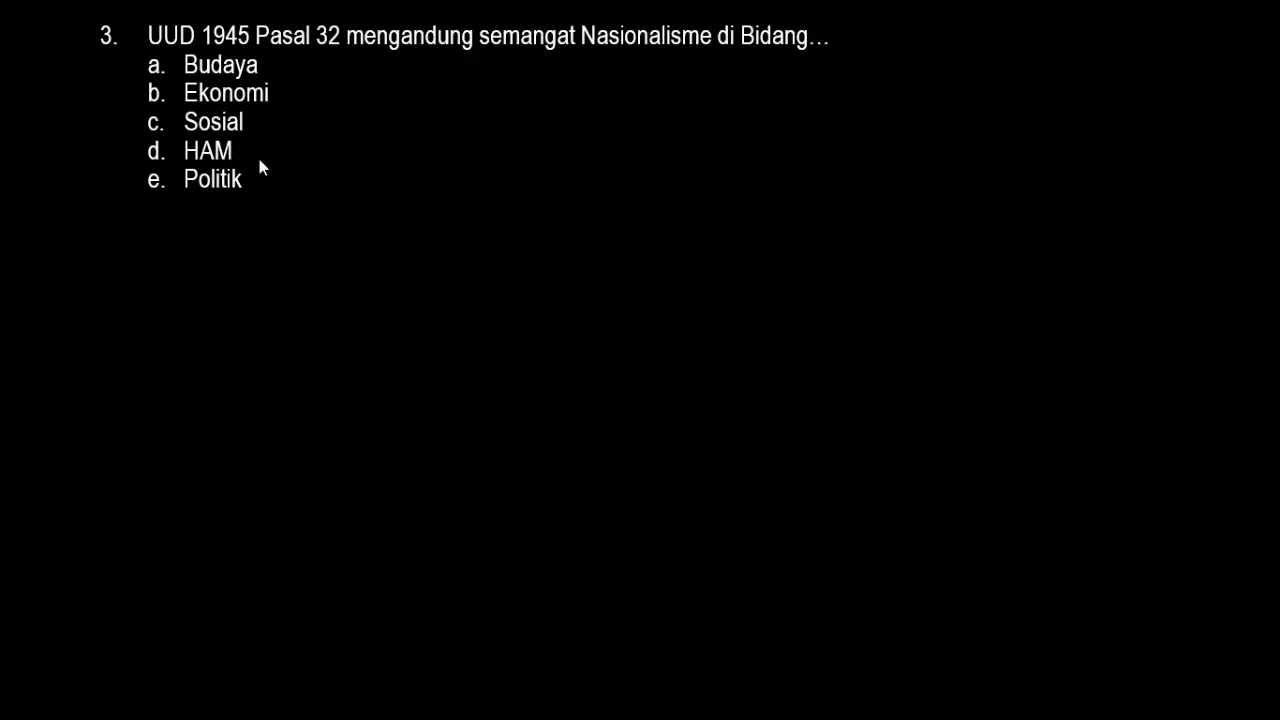 3. UUD 1945 Pasal 32 mengandung semangat Nasionalisme di Bidang…
a. Budaya
b. Ekonomi
c. Sosial
d. HAM
e. Politik